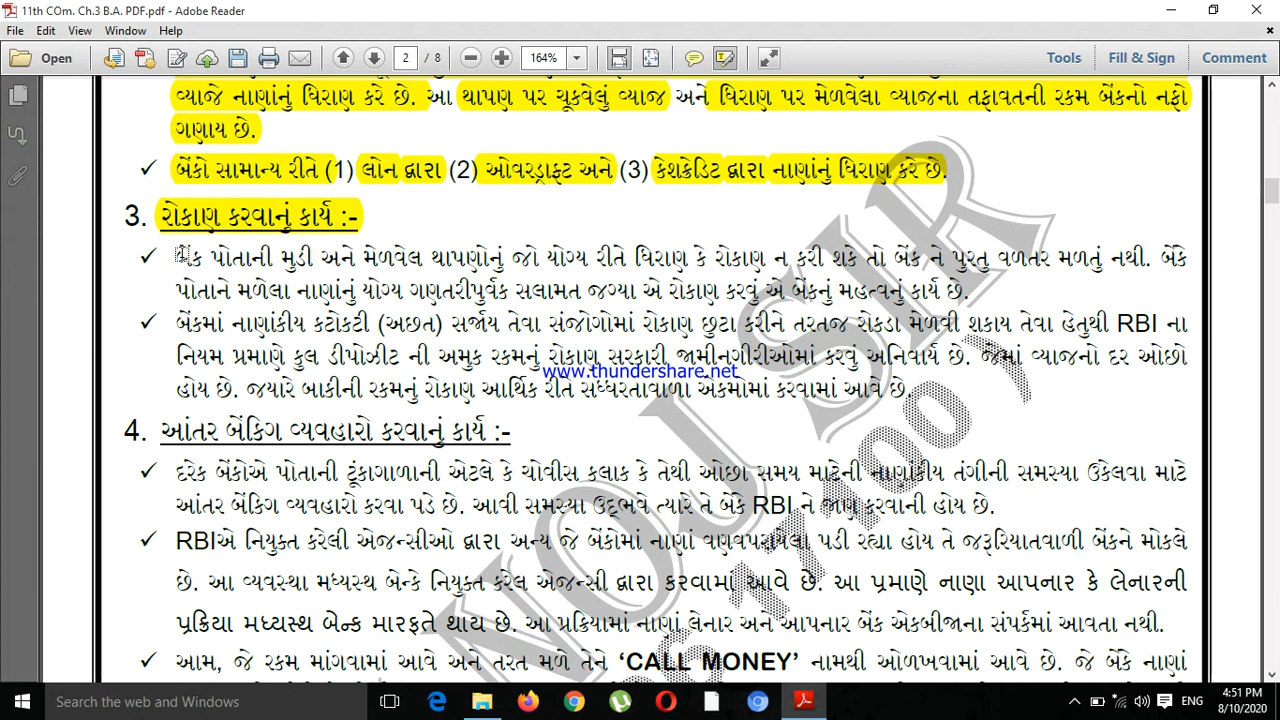 11th COm. Ch.3 B.A. PDF.pdf - Adobe Reader
File Edit View Window Help
Open 2 / 8 164% Tools Fill & Sign Comment
વ્યાજે નાણાંનું ધિરાણ કરે છે. આ થાપણ પર ચૂકવેલું વ્યાજ અને ધિરાણ પર મેળવેલા વ્યાજના તફાવતની રકમ બેંકનો નફો
ગણાય છે.
✓ બેંકો સામાન્ય રીતે (1) લોન દ્વારા (2) ઓવરડ્રાફ્ટ અને (3) કેશક્રેડિટ દ્વારા નાણાંનું ધિરાણ કરે છે.
3. રોકાણ કરવાનું કાર્ય :-
✓ બેંક પોતાની મુડી અને મેળવેલ થાપણોનું જો યોગ્ય રીતે ધિરાણ કે રોકાણ ન કરી શકે તો બેંક ને પુરતુ વળતર મળતું નથી. બેંકે
પોતાને મળેલા નાણાંનું યોગ્ય ગણતરીપુર્વક સલામત જગ્યા એ રોકાણ કરવું એ બેંકનું મહત્વનું કાર્ય છે.
✓ બેંકમાં નાણાંકીય કટોકટી (અછત) સર્જાય તેવા સંજોગોમાં રોકાણ છુટા કરીને તરતજ રોકડા મેળવી શકાય તેવા હેતુથી RBI ના
નિયમ પ્રમાણે કુલ ડીપોઝીટ ની અમુક રકમનું રોકાણ સરકારી જામીનગીરીઓમાં કરવુ અનિવાર્ય છે. જેમાં વ્યાજનો દર ઓછો
www.thundershare.net
હોય છે. જયારે બાકીની રકમનું રોકાણ આર્થિક રીતે સધ્ધરતાવાળા એકમોમાં કરવામાં આવે છે.
4. આંતર બેંકિગ વ્યવહારો કરવાનું કાર્ય :-
✓ દરેક બેંકોએ પોતાની ટૂંકાગાળાની એટલે કે ચોવીસ કલાક કે તેથી ઓછા સમય માટેની નાણાંકીય તંગીની સમસ્યા ઉકેલવા માટે
આંતર બેંકિગ વ્યવહારો કરવા પડે છે. આવી સમસ્યા ઉદ્ભવે ત્યારે તે બેંકે RBI ને જાણ કરવાની હોય છે.
✓ RBIએ નિયુક્ત કરેલી એજન્સીઓ દ્વારા અન્ય જે બેંકોમાં નાણાં વણવપરાયેલા પડી રહ્યા હોય તે જરૂરિયાતવાળી બેંકને મોકલે
છે. આ વ્યવસ્થા મધ્યસ્થ બેન્કે નિયુક્ત કરેલ એજન્સી દ્વારા કરવામાં આવે છે. આ પ્રમાણે નાણા આપનાર કે લેનારની
પ્રક્રિયા મધ્યસ્થ બેન્ક મારફતે થાય છે. આ પ્રક્રિયામાં નાણાં લેનાર અને આપનાર બેંક એકબીજાના સંપર્કમાં આવતા નથી.
✓ આમ, જે રકમ માંગવામાં આવે અને તરત મળે તેને ‘CALL MONEY’ નામથી ઓળખવામાં આવે છે. જે બેંકે નાણાં
NOJ SIR
17100 )
Search the web and Windows
ENG
4:51 PM
8/10/2020